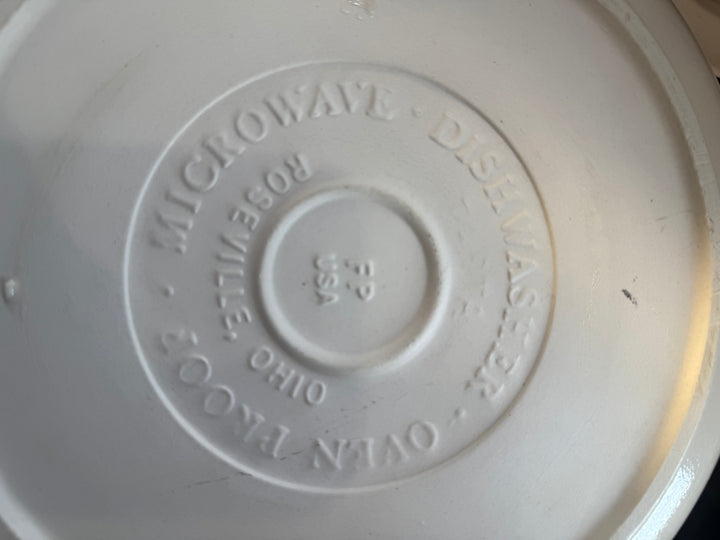 MICROWAVE · DISHWASHER · OVEN PROOF ·
ROSEVILLE, OHIO
FP
USA